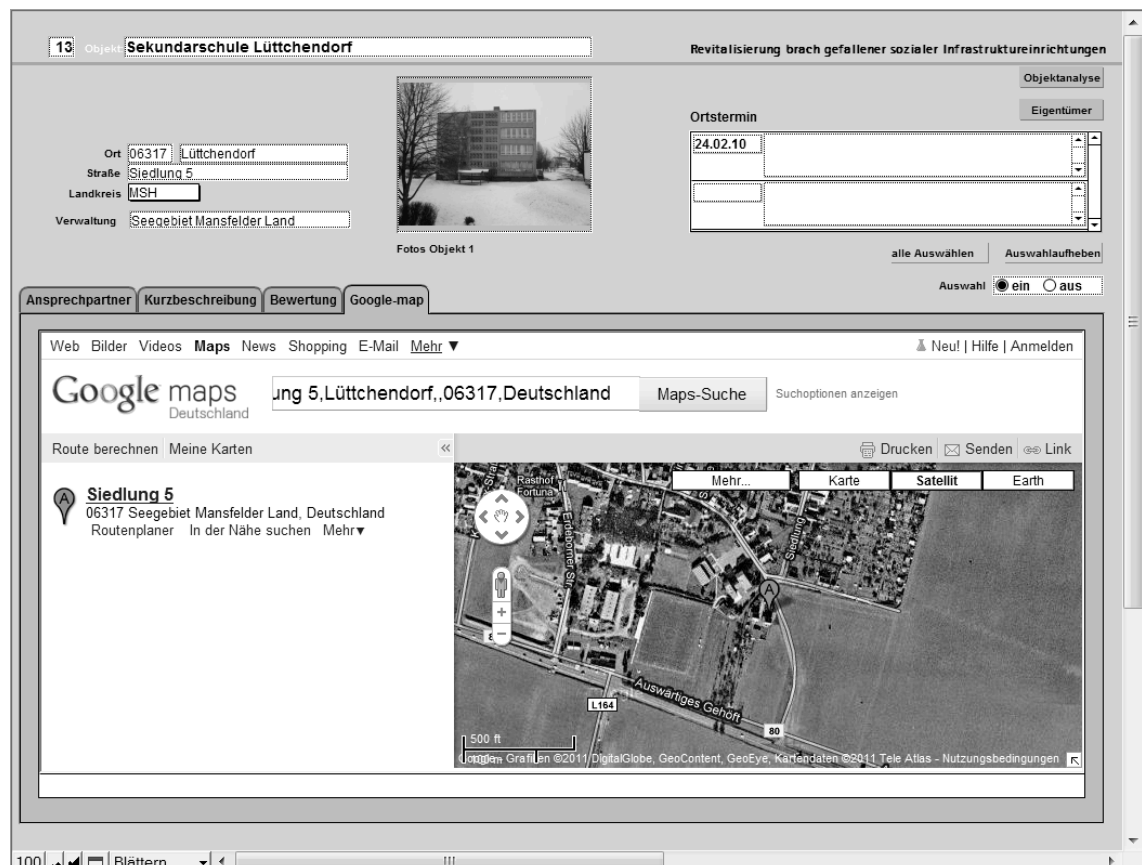 13 Objekt Sekundarschule Lüttchendorf
Revitalisierung brach gefallener sozialer Infrastruktureinrichtungen
Objektanalyse
Eigentümer
Ortstermin
24.02.10
Ort 06317 Lüttchendorf
Straße Siedlung 5
Landkreis MSH
Verwaltung Seegebiet Mansfelder Land
Fotos Objekt 1
alle Auswählen Auswahlaufheben
Auswahl ein aus
Ansprechpartner Kurzbeschreibung Bewertung Google-map
Web Bilder Videos Maps News Shopping E-Mail Mehr ▼
Neu! | Hilfe | Anmelden
Google maps
Deutschland
ung 5,Lüttchendorf,,06317,Deutschland
Maps-Suche
Suchoptionen anzeigen
Route berechnen Meine Karten «
Drucken Senden Link
A Siedlung 5
06317 Seegebiet Mansfelder Land, Deutschland
Routenplaner In der Nähe suchen Mehr▼
Mehr... Karte Satellit Earth
Rasthof
Fortuna
Erdeborner Str.
Siedlung
A
+
−
Auswärtiges Gehöft
L164
80
500 ft
100 m
Grafiken ©2011 DigitalGlobe, GeoContent, GeoEye, Kartendaten ©2011 Tele Atlas - Nutzungsbedingungen
100 Blättern